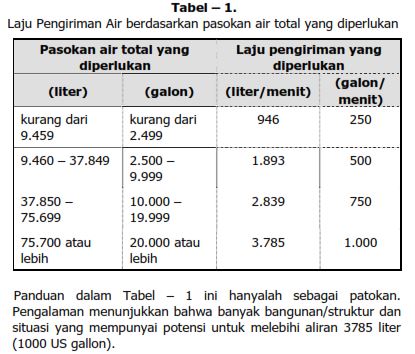 Tabel – 1.
Laju Pengiriman Air berdasarkan pasokan air total yang diperlukan
Pasokan air total yang diperlukan Laju pengiriman yang diperlukan
(liter) (galon) (liter/menit) (galon/menit)
kurang dari 9.459 kurang dari 2.499 946 250
9.460 – 37.849 2.500 – 9.999 1.893 500
37.850 – 75.699 10.000 – 19.999 2.839 750
75.700 atau lebih 20.000 atau lebih 3.785 1.000
Panduan dalam Tabel – 1 ini hanyalah sebagai patokan.
Pengalaman menunjukkan bahwa banyak bangunan/struktur dan
situasi yang mempunyai potensi untuk melebihi aliran 3785 liter
(1000 US gallon).